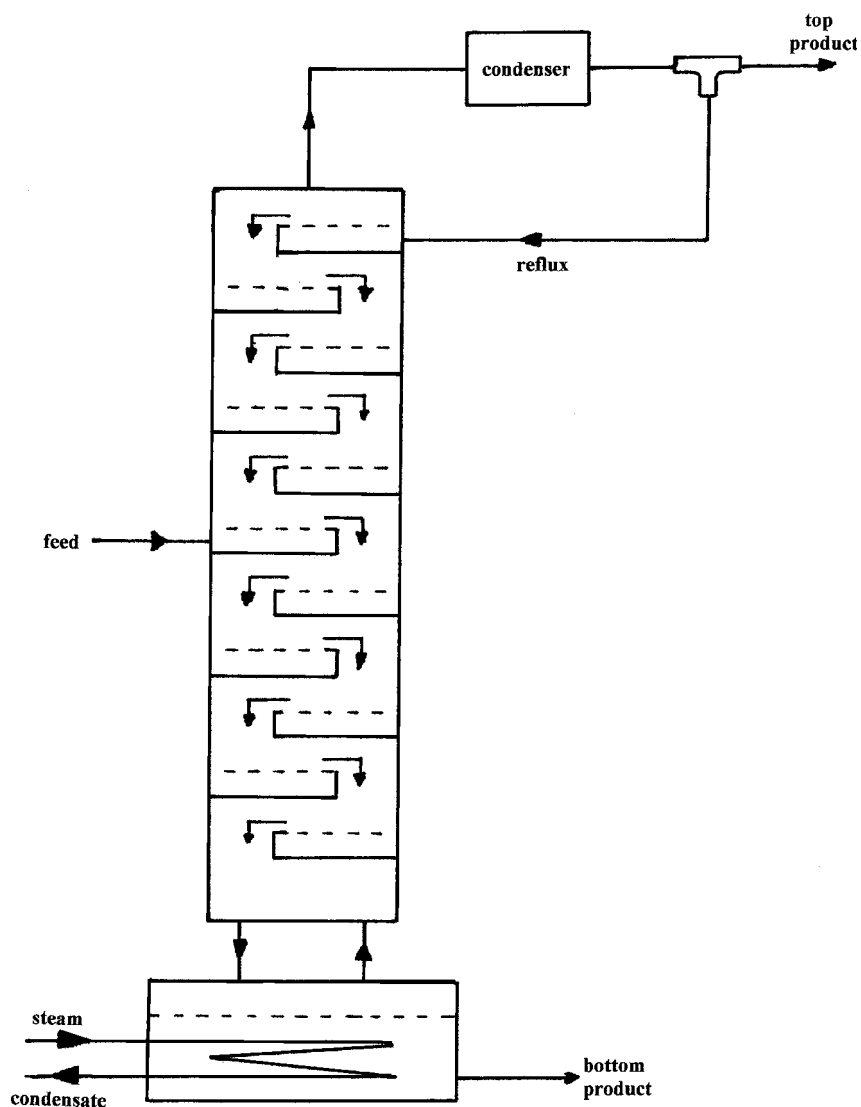 top
product
condenser
reflux
feed
steam
condensate
bottom
product